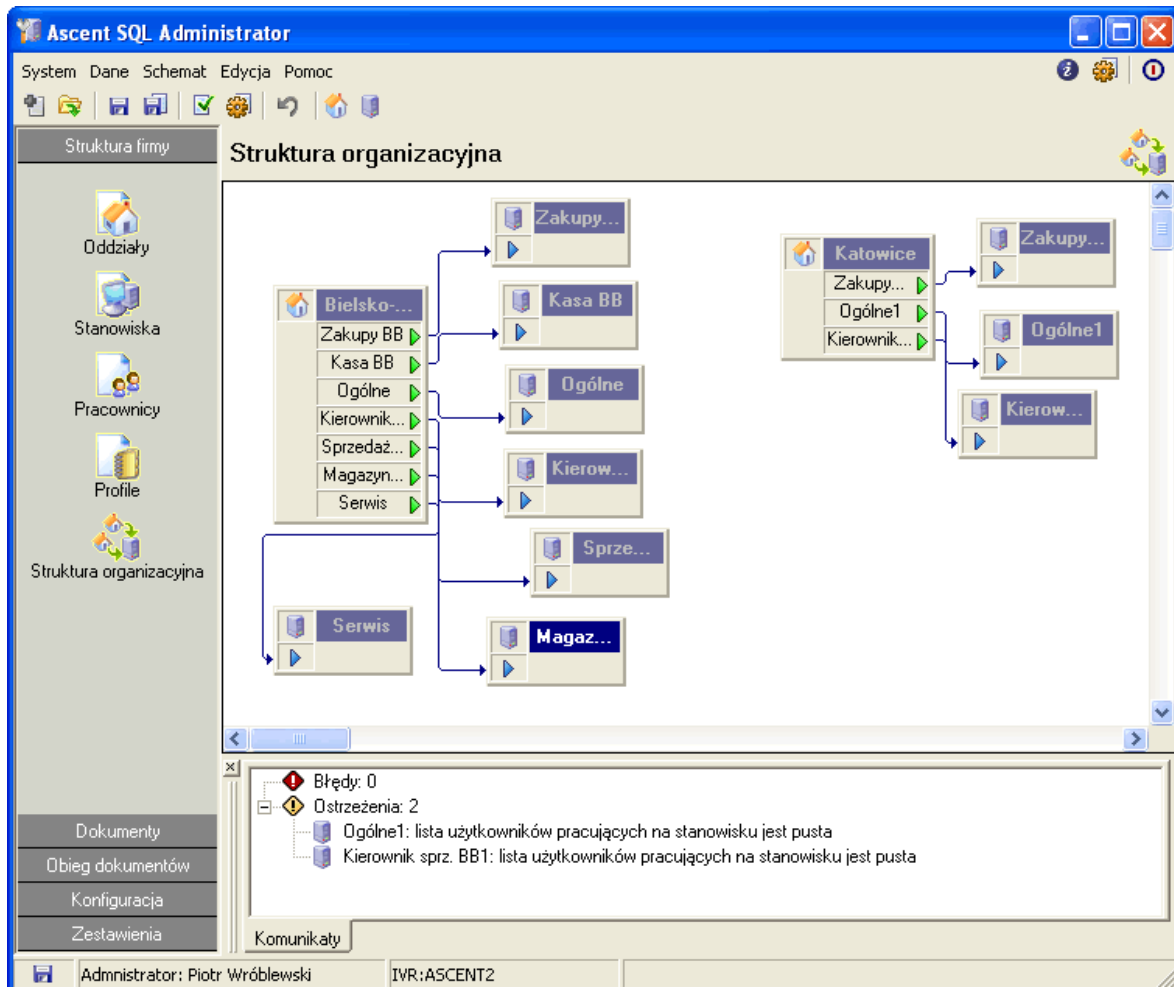 Ascent SQL Administrator
System Dane Schemat Edycja Pomoc
Struktura firmy
Oddziały
Stanowiska
Pracownicy
Profile
Struktura organizacyjna
Dokumenty
Obieg dokumentów
Konfiguracja
Zestawienia
Struktura organizacyjna
Bielsko-...
Zakupy BB
Kasa BB
Ogólne
Kierownik...
Sprzedaż...
Magazyn...
Serwis
Zakupy...
Kasa BB
Ogólne
Kierow...
Sprze...
Magaz...
Serwis
Katowice
Zakupy...
Ogólne1
Kierownik...
Zakupy...
Ogólne1
Kierow...
Błędy: 0
Ostrzeżenia: 2
Ogólne1: lista użytkowników pracujących na stanowisku jest pusta
Kierownik sprz. BB1: lista użytkowników pracujących na stanowisku jest pusta
Komunikaty
Admnistrator: Piotr Wróblewski
IVR:ASCENT2